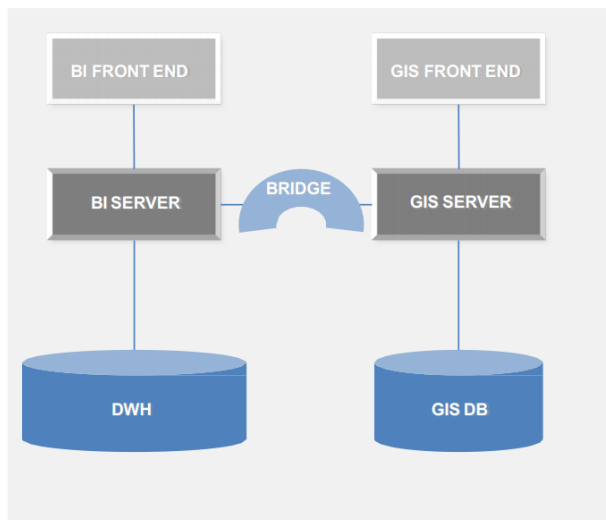 BI FRONT END
GIS FRONT END
BRIDGE
BI SERVER
GIS SERVER
DWH
GIS DB